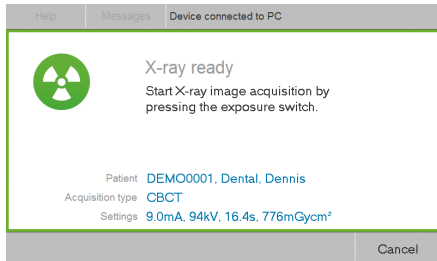 Help Messages Device connected to PC
X-ray ready
Start X-ray image acquisition by
pressing the exposure switch.
Patient DEMO0001, Dental, Dennis
Acquisition type CBCT
Settings 9.0mA, 94kV, 16.4s, 776mGycm²
Cancel